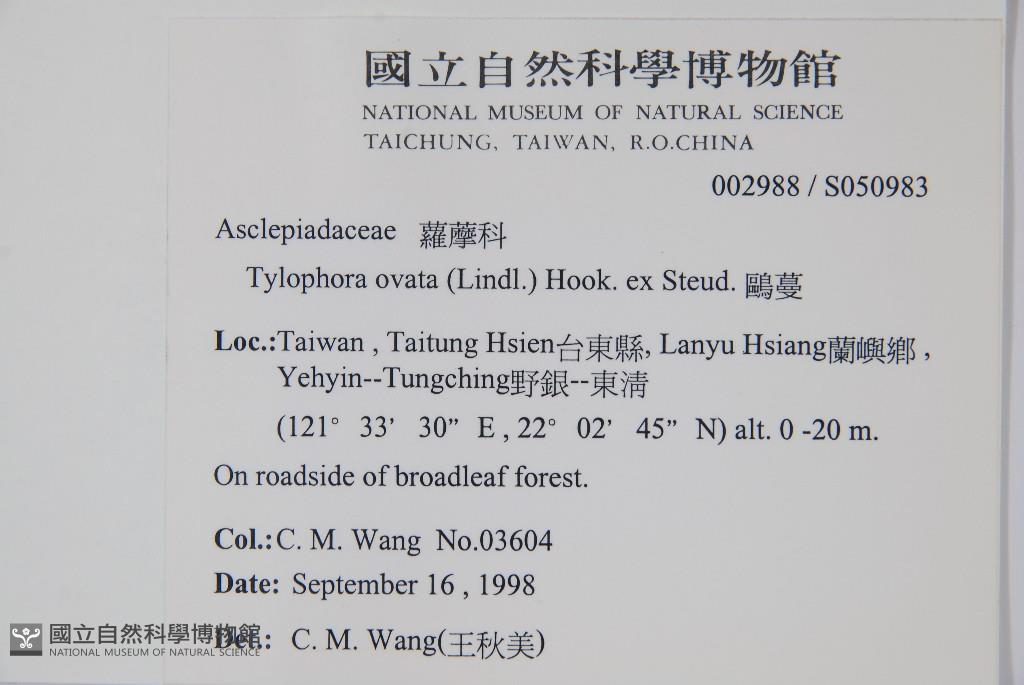 國立自然科學博物館
NATIONAL MUSEUM OF NATURAL SCIENCE
TAICHUNG, TAIWAN, R.O.CHINA
002988 / S050983
Asclepiadaceae 蘿藦科
Tylophora ovata (Lindl.) Hook. ex Steud. 鷗蔓
Loc.:Taiwan , Taitung Hsien台東縣, Lanyu Hsiang蘭嶼鄉 ,
Yehyin--Tungching野銀--東淸
(121° 33’ 30” E , 22° 02’ 45” N) alt. 0 -20 m.
On roadside of broadleaf forest.
Col.:C. M. Wang No.03604
Date: September 16 , 1998
Det.: C. M. Wang(王秋美)
國立自然科學博物館
NATIONAL MUSEUM OF NATURAL SCIENCE